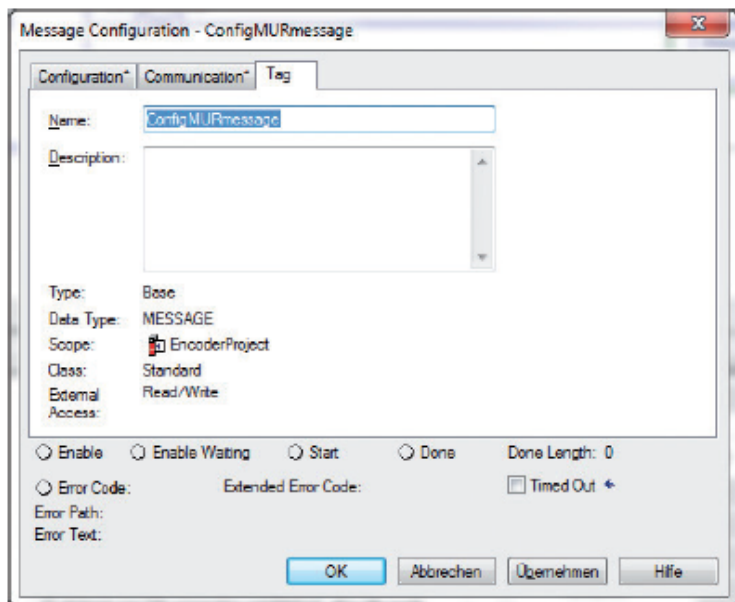 Message Configuration - ConfigMURmessage
Configuration* Communication* Tag
Name: ConfigMURmessage
Description:
Type: Base
Data Type: MESSAGE
Scope: EncoderProject
Class: Standard
External Access: Read/Write
Enable Enable Waiting Start Done Done Length: 0
Error Code: Extended Error Code: Timed Out
Error Path:
Error Text:
OK Abbrechen Übernehmen Hilfe